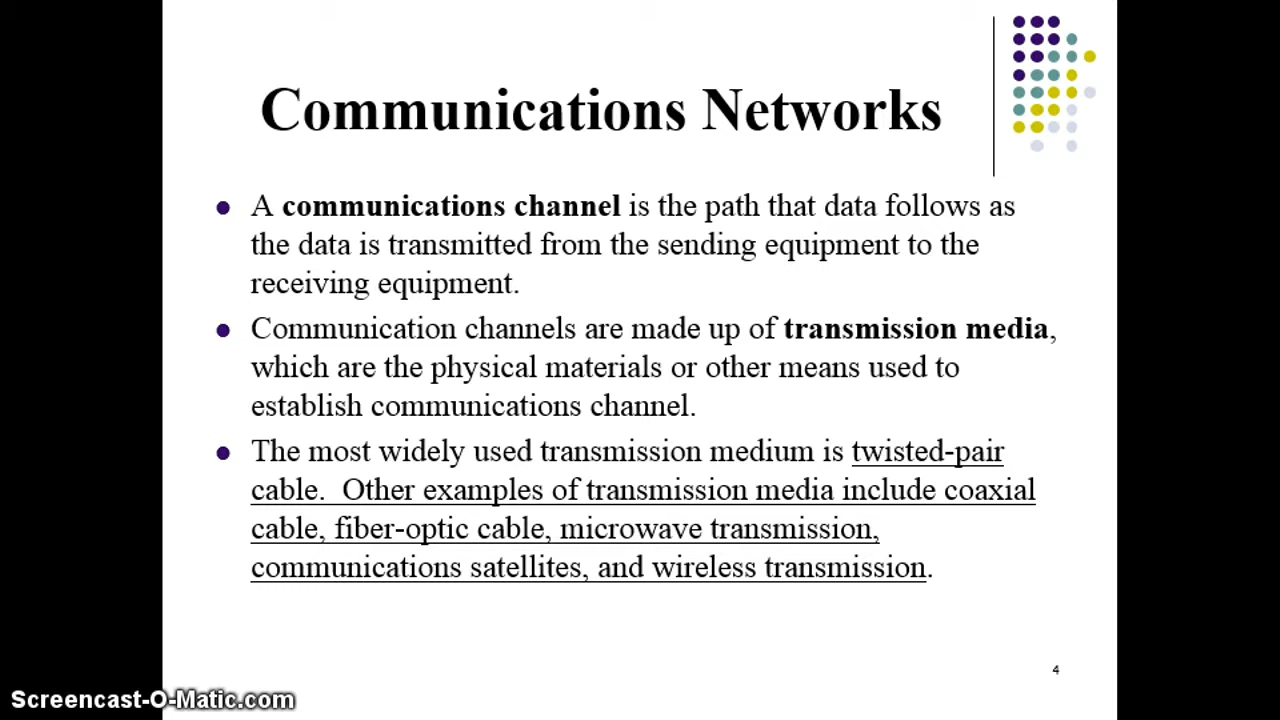 Communications Networks
A communications channel is the path that data follows as
the data is transmitted from the sending equipment to the
receiving equipment.
Communication channels are made up of transmission media,
which are the physical materials or other means used to
establish communications channel.
The most widely used transmission medium is twisted-pair
cable.  Other examples of transmission media include coaxial
cable, fiber-optic cable, microwave transmission,
communications satellites, and wireless transmission.
4
Screencast-O-Matic.com